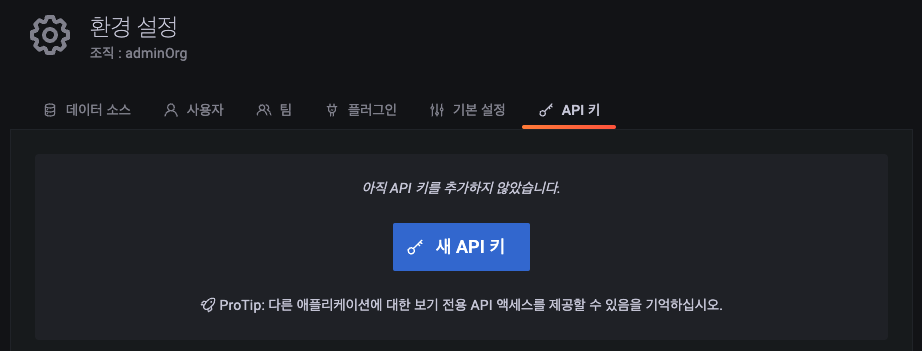 환경 설정
조직 : adminOrg
데이터 소스 사용자 팀 플러그인 기본 설정 API 키
아직 API 키를 추가하지 않았습니다.
새 API 키
ProTip: 다른 애플리케이션에 대한 보기 전용 API 액세스를 제공할 수 있음을 기억하십시오.